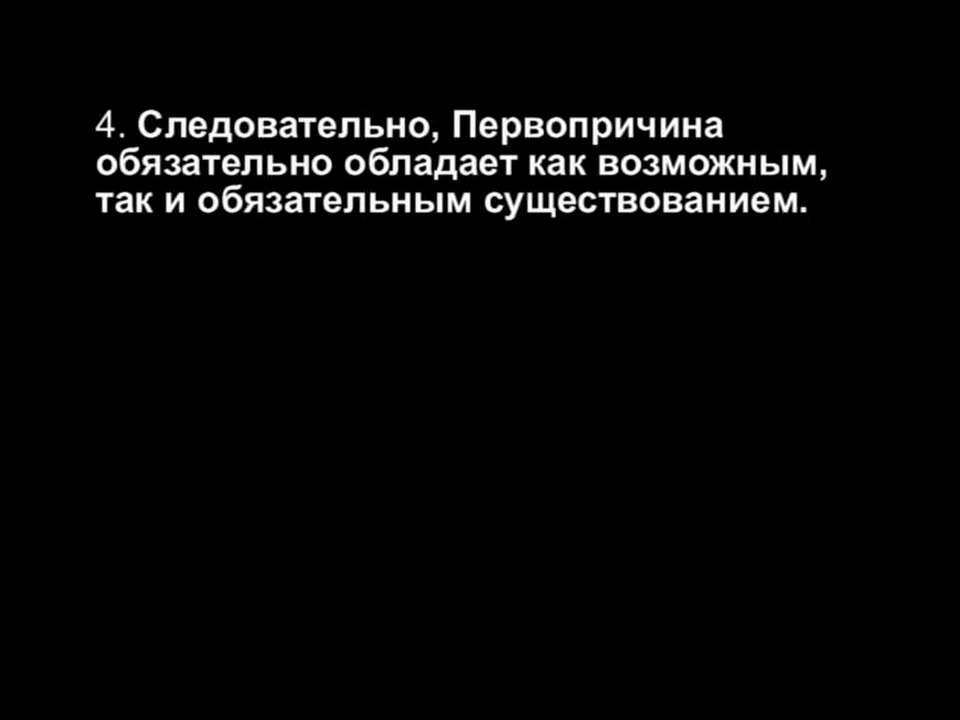 4. Следовательно, Первопричина
обязательно обладает как возможным,
так и обязательным существованием.